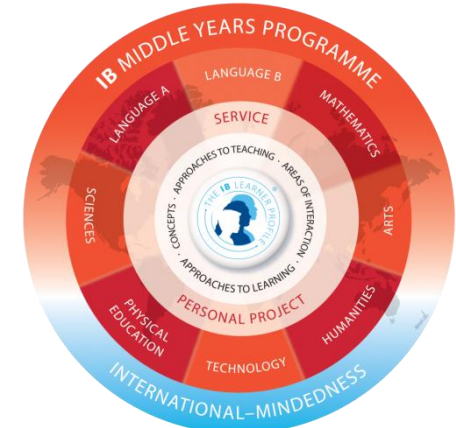 IB MIDDLE YEARS PROGRAMME
LANGUAGE B
LANGUAGE A
MATHEMATICS
SERVICE
APPROACHES TO TEACHING · AREAS OF INTERACTION · APPROACHES TO LEARNING · CONCEPTS ·
THE IB LEARNER PROFILE
®
SCIENCES
ARTS
PERSONAL PROJECT
PHYSICAL
EDUCATION
HUMANITIES
TECHNOLOGY
INTERNATIONAL–MINDEDNESS